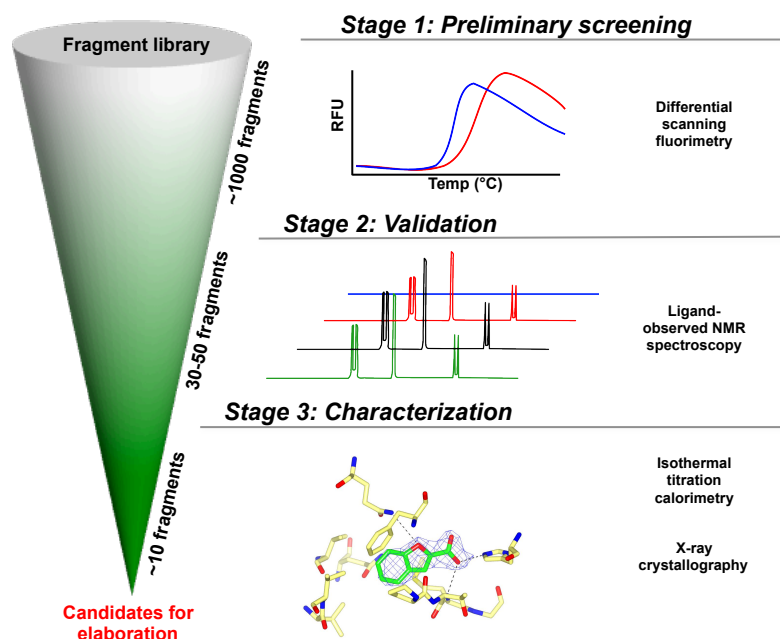 Fragment library
Stage 1: Preliminary screening
~1000 fragments
RFU
Temp (°C)
Differential
scanning
fluorimetry
Stage 2: Validation
30-50 fragments
Ligand-
observed NMR
spectroscopy
Stage 3: Characterization
~10 fragments
Isothermal
titration
calorimetry
X-ray
crystallography
Candidates for
elaboration